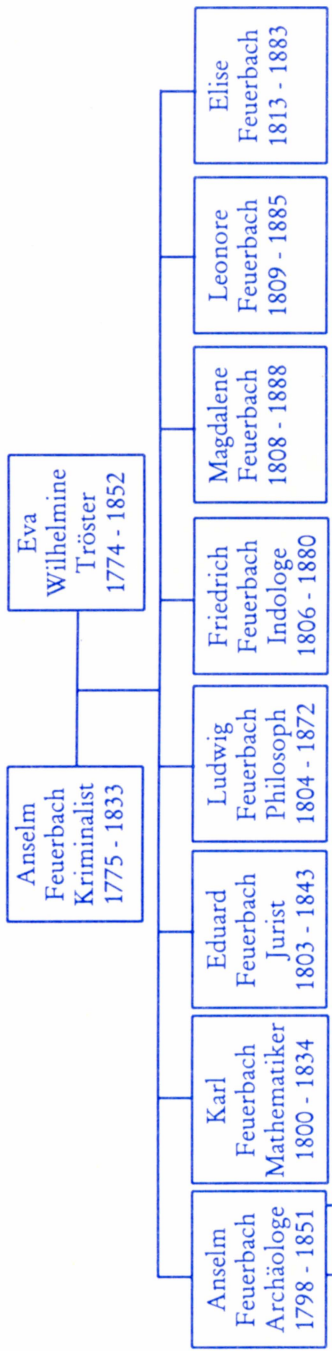 Anselm
Feuerbach
Kriminalist
1775 - 1833
Eva
Wilhelmine
Tröster
1774 - 1852
Anselm
Feuerbach
Archäologe
1798 - 1851
Karl
Feuerbach
Mathematiker
1800 - 1834
Eduard
Feuerbach
Jurist
1803 - 1843
Ludwig
Feuerbach
Philosoph
1804 - 1872
Friedrich
Feuerbach
Indologe
1806 - 1880
Magdalene
Feuerbach
1808 - 1888
Leonore
Feuerbach
1809 - 1885
Elise
Feuerbach
1813 - 1883